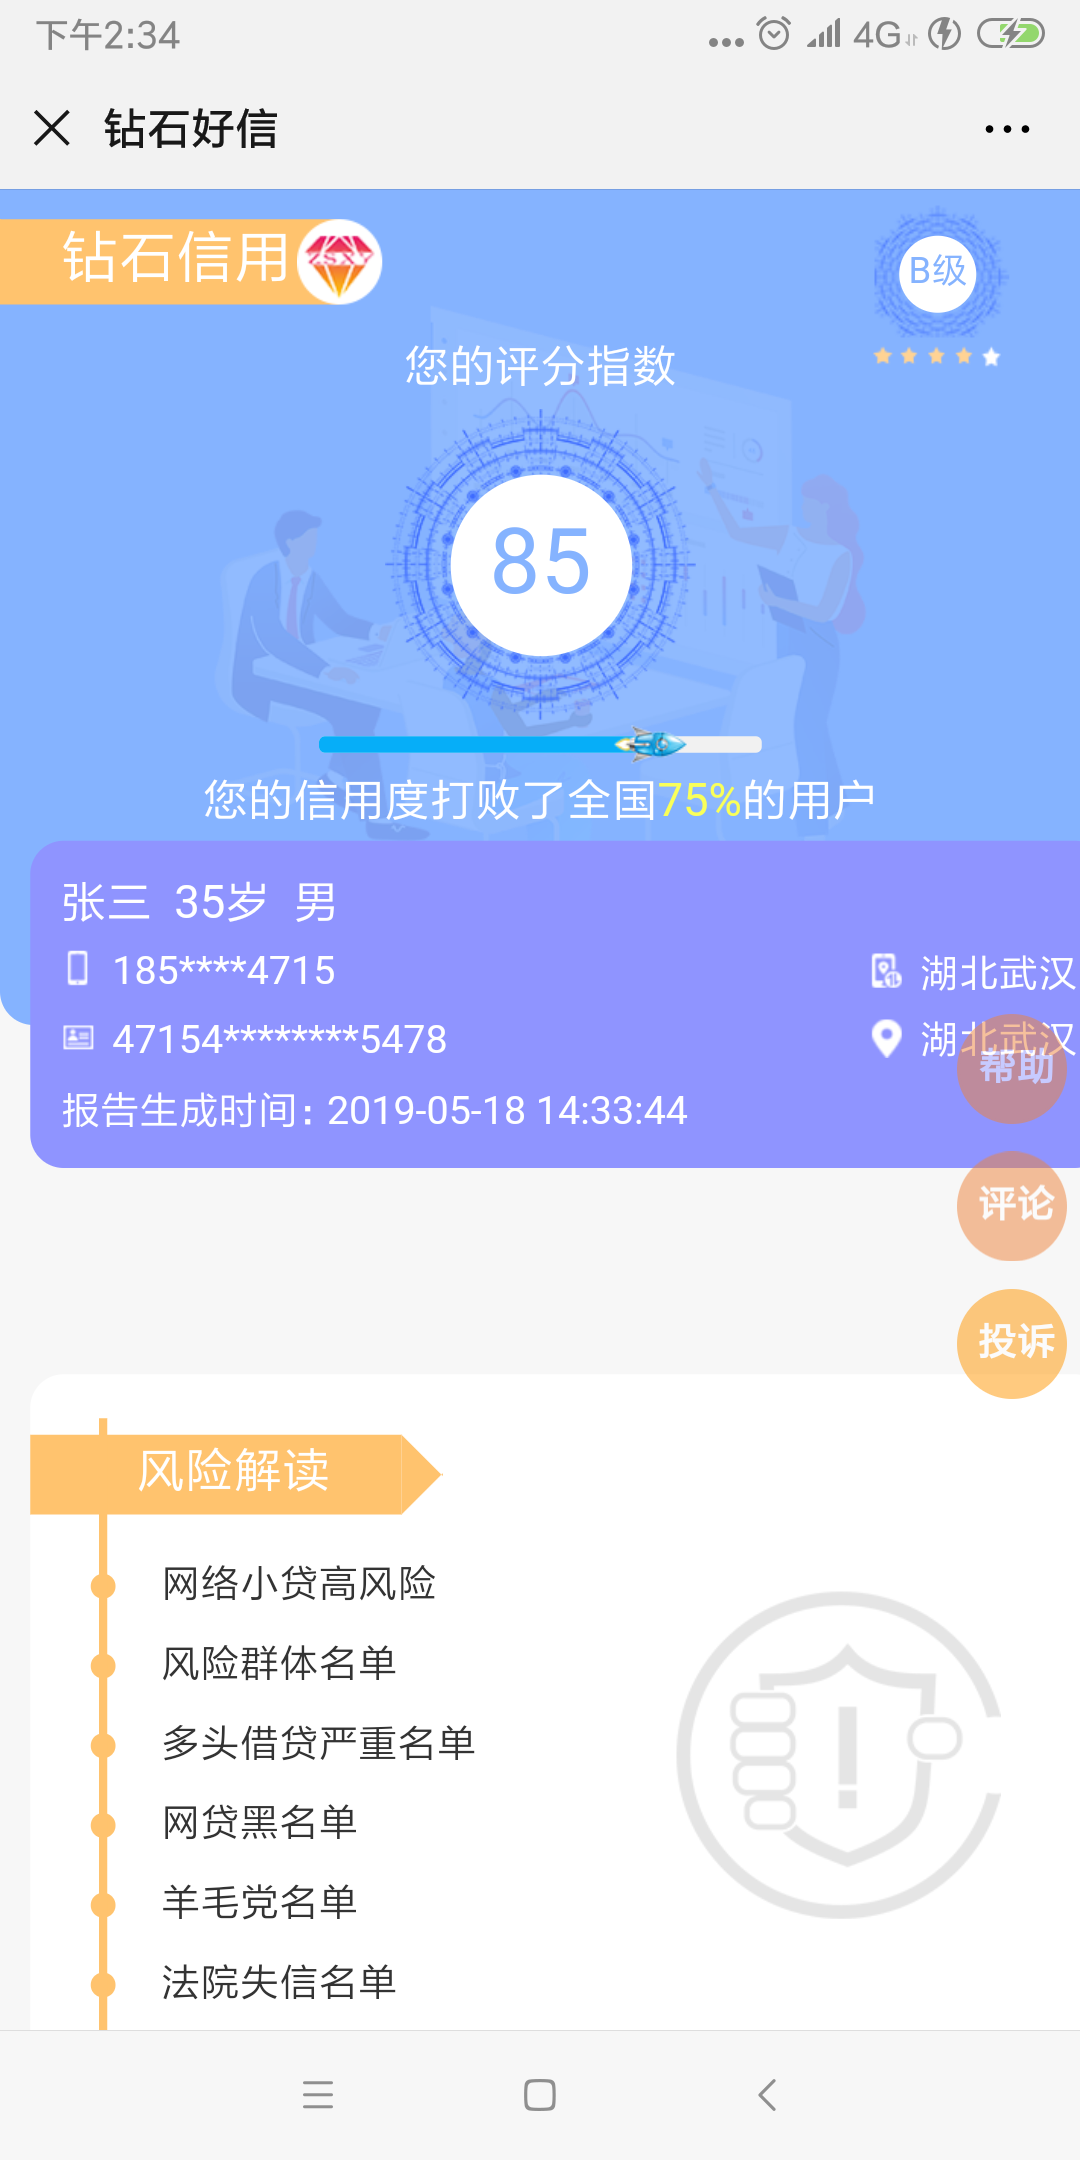 下午2:34
4G
钻石好信
钻石信用
ZSXY
B级
您的评分指数
85
您的信用度打败了全国75%的用户
张三 35岁 男
185****4715
湖北武汉
47154********5478
湖北武汉
帮助
报告生成时间：2019-05-18 14:33:44
评论
投诉
风险解读
网络小贷高风险
风险群体名单
多头借贷严重名单
网贷黑名单
羊毛党名单
法院失信名单